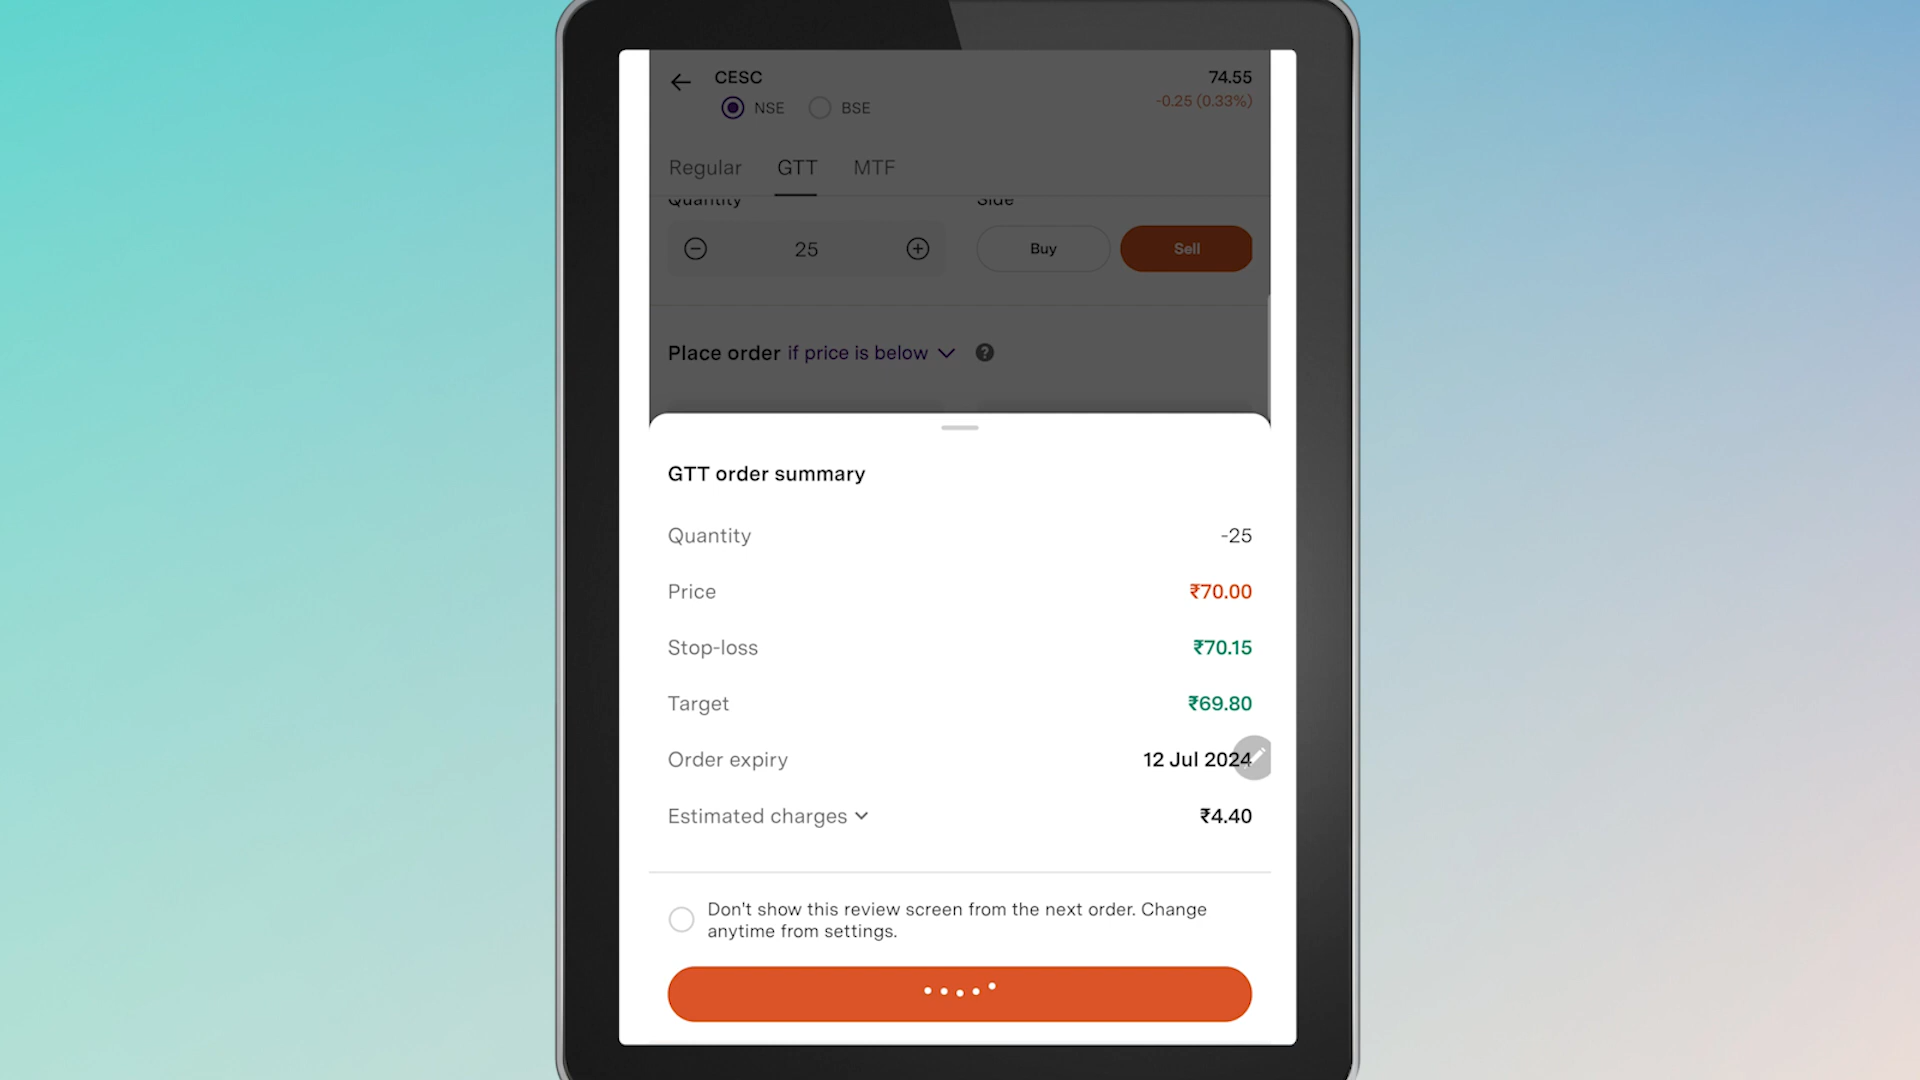 CESC
74.55
NSE
BSE
-0.25 (0.33%)
Regular
GTT
MTF
Quantity
Side
25
Buy
Sell
Place order if price is below
?
GTT order summary
Quantity
-25
Price
₹70.00
Stop-loss
₹70.15
Target
₹69.80
Order expiry
12 Jul 2024
Estimated charges
₹4.40
Don't show this review screen from the next order. Change
anytime from settings.